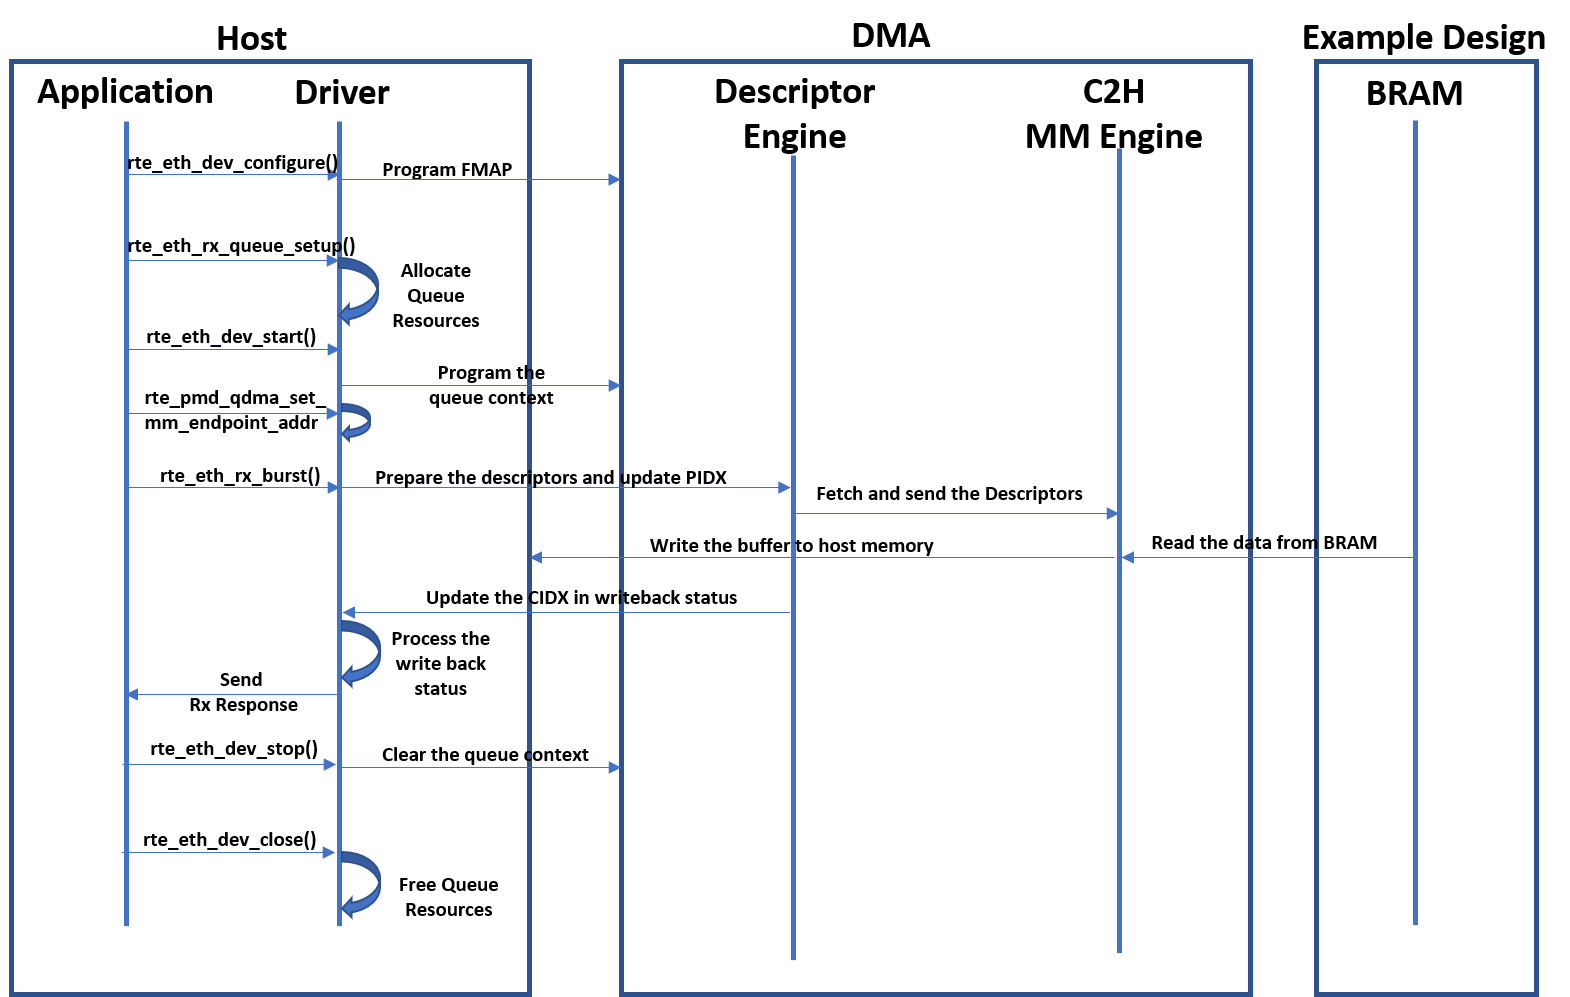 Host
DMA
Example Design
Application
Driver
Descriptor
Engine
C2H
MM Engine
BRAM
rte_eth_dev_configure()
Program FMAP
rte_eth_rx_queue_setup()
Allocate
Queue
Resources
rte_eth_dev_start()
Program the
queue context
rte_pmd_qdma_set_
mm_endpoint_addr
rte_eth_rx_burst()
Prepare the descriptors and update PIDX
Fetch and send the Descriptors
Write the buffer to host memory
Read the data from BRAM
Update the CIDX in writeback status
Process the
write back
status
Send
Rx Response
rte_eth_dev_stop()
Clear the queue context
rte_eth_dev_close()
Free Queue
Resources